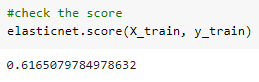 #check the score
elasticnet.score(X_train, y_train)
0.6165079784978632